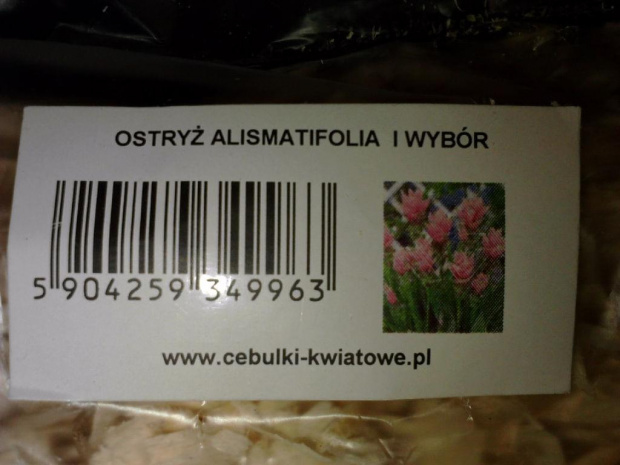 OSTRYŻ ALISMATIFOLIA I WYBÓR
5 904259 349963
www.cebulki-kwiatowe.pl